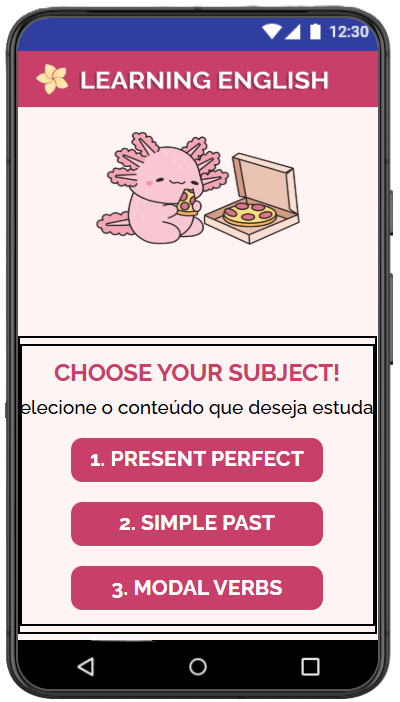 12:30
LEARNING ENGLISH
CHOOSE YOUR SUBJECT!
elecione o conteúdo que deseja estuda
1. PRESENT PERFECT
2. SIMPLE PAST
3. MODAL VERBS